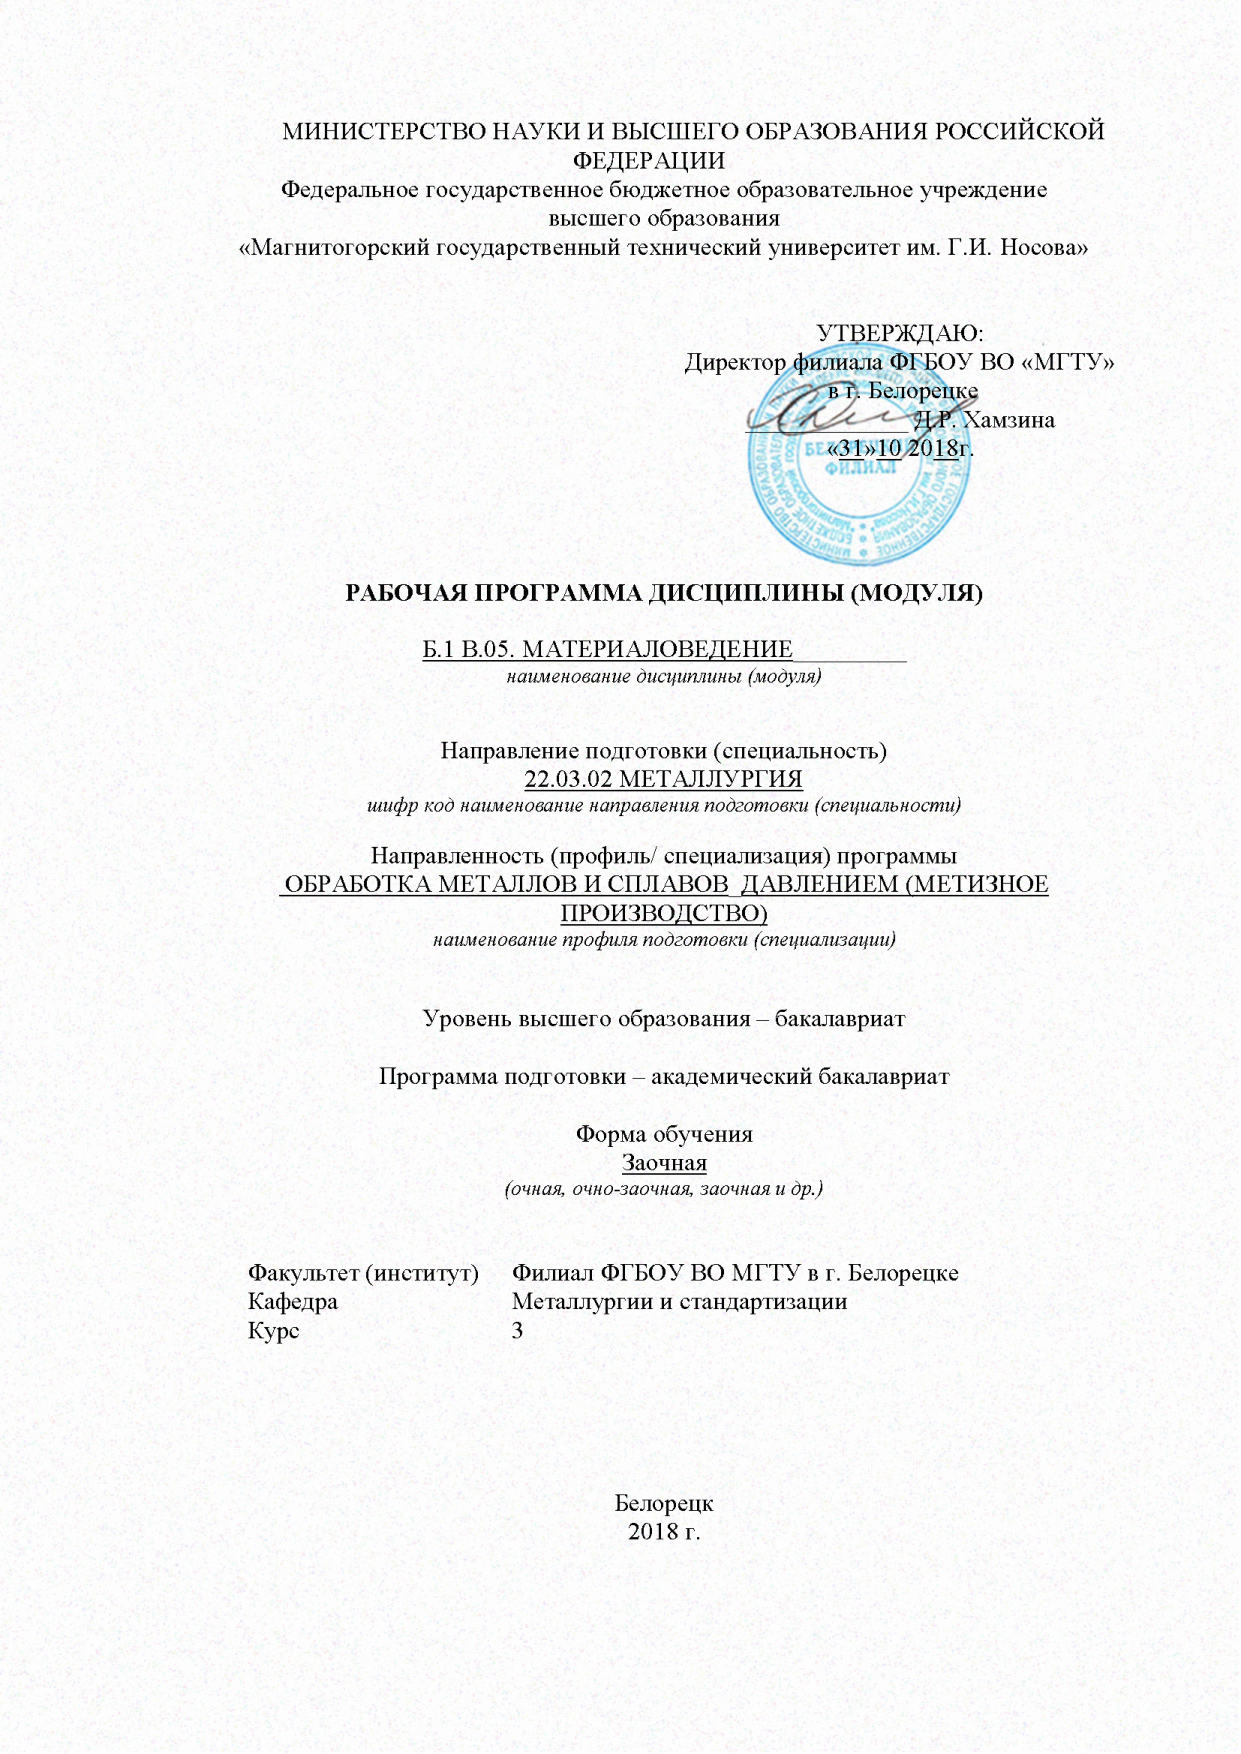 МИНИСТЕРСТВО НАУКИ И ВЫСШЕГО ОБРАЗОВАНИЯ РОССИЙСКОЙ
ФЕДЕРАЦИИ
Федеральное государственное бюджетное образовательное учреждение
высшего образования
«Магнитогорский государственный технический университет им. Г.И. Носова»
УТВЕРЖДАЮ:
Директор филиала ФГБОУ ВО «МГТУ»
в г. Белорецке
_____________ Д.Р. Хамзина
«31»10 2018г.
БЕЛОРЕЦКИЙ
ФИЛИАЛ
РАБОЧАЯ ПРОГРАММА ДИСЦИПЛИНЫ (МОДУЛЯ)
Б.1 В.05. МАТЕРИАЛОВЕДЕНИЕ_________
наименование дисциплины (модуля)
Направление подготовки (специальность)
22.03.02 МЕТАЛЛУРГИЯ
шифр код наименование направления подготовки (специальности)
Направленность (профиль/ специализация) программы
ОБРАБОТКА МЕТАЛЛОВ И СПЛАВОВ ДАВЛЕНИЕМ (МЕТИЗНОЕ
ПРОИЗВОДСТВО)
наименование профиля подготовки (специализации)
Уровень высшего образования – бакалавриат
Программа подготовки – академический бакалавриат
Форма обучения
Заочная
(очная, очно-заочная, заочная и др.)
Факультет (институт) Филиал ФГБОУ ВО МГТУ в г. Белорецке
Кафедра Металлургии и стандартизации
Курс 3
Белорецк
2018 г.